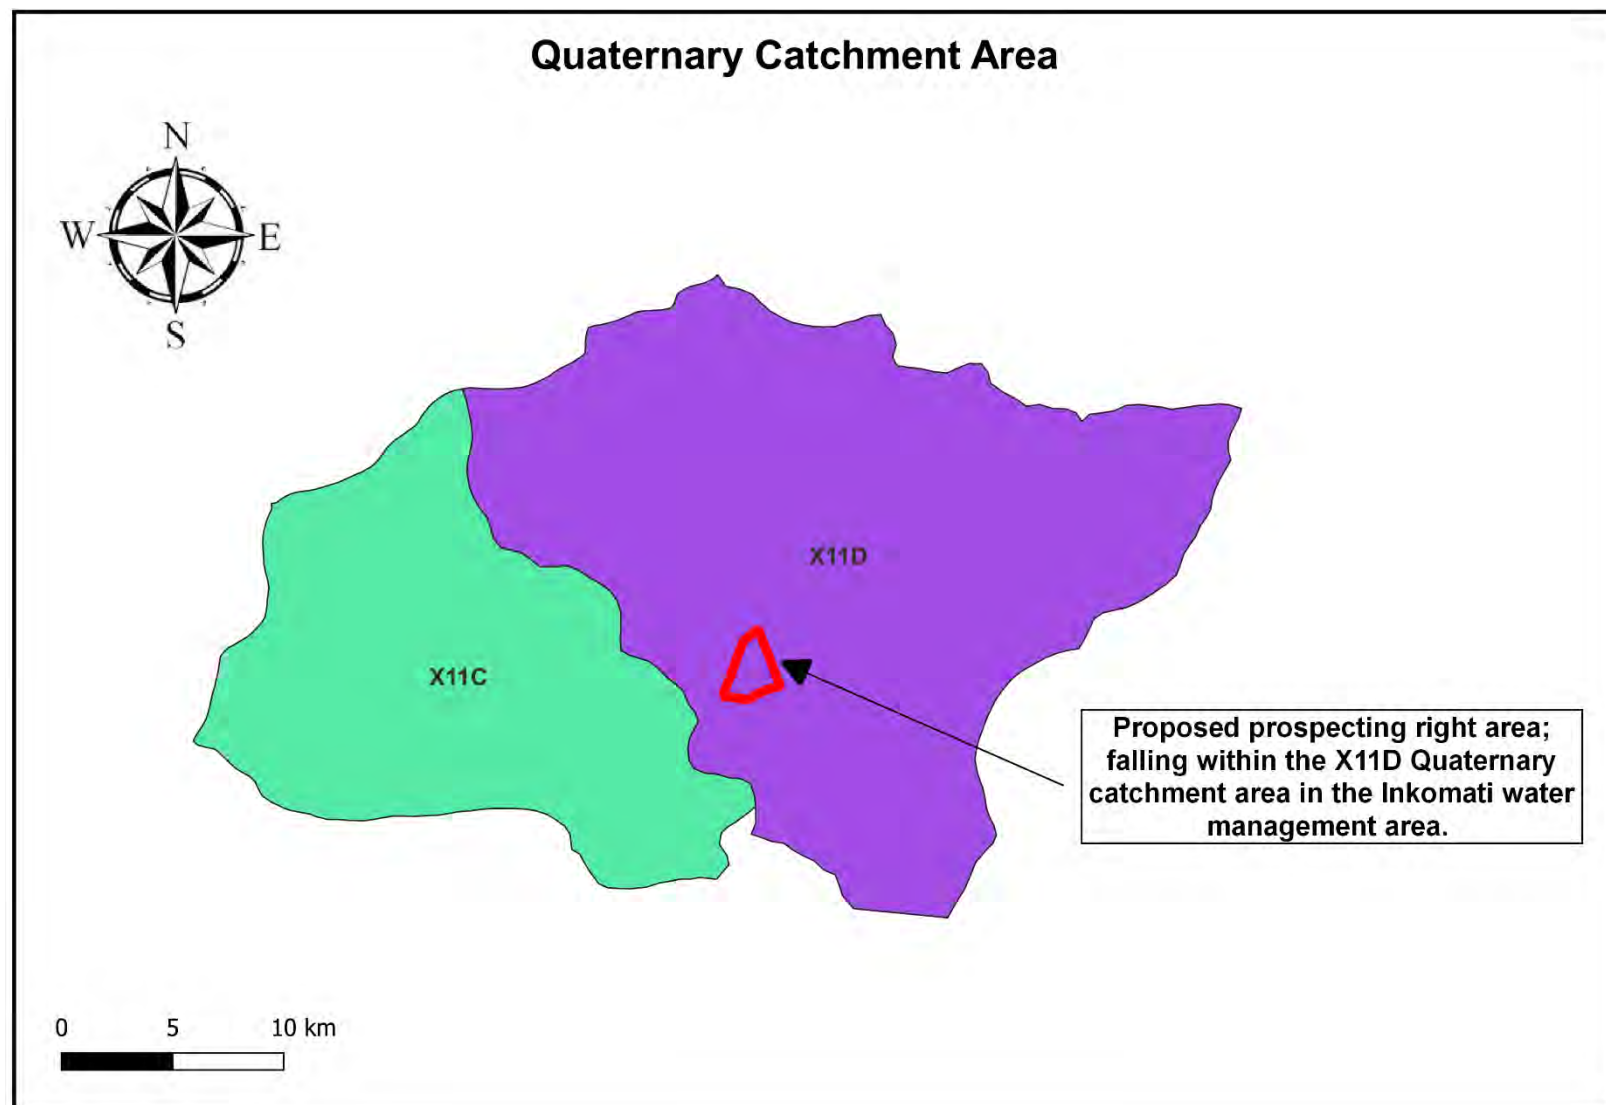 Quaternary Catchment Area
N
W
E
S
X11D
X11C
Proposed prospecting right area;
falling within the X11D Quaternary
catchment area in the Inkomati water
management area.
0 5 10 km